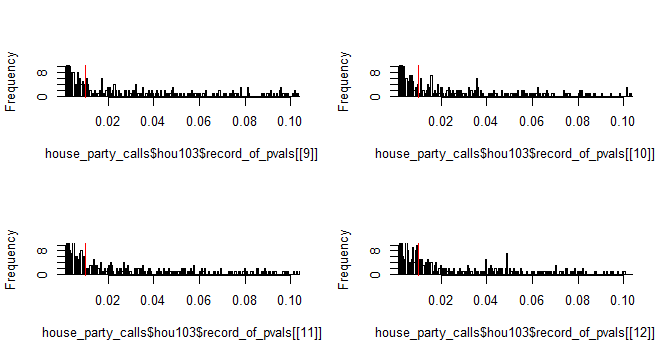 Frequency
8
0
0.02 0.04 0.06 0.08 0.10
house_party_calls$hou103$record_of_pvals[[9]]
Frequency
8
0
0.02 0.04 0.06 0.08 0.10
house_party_calls$hou103$record_of_pvals[[10]]
Frequency
8
0
0.02 0.04 0.06 0.08 0.10
house_party_calls$hou103$record_of_pvals[[11]]
Frequency
8
0
0.02 0.04 0.06 0.08 0.10
house_party_calls$hou103$record_of_pvals[[12]]